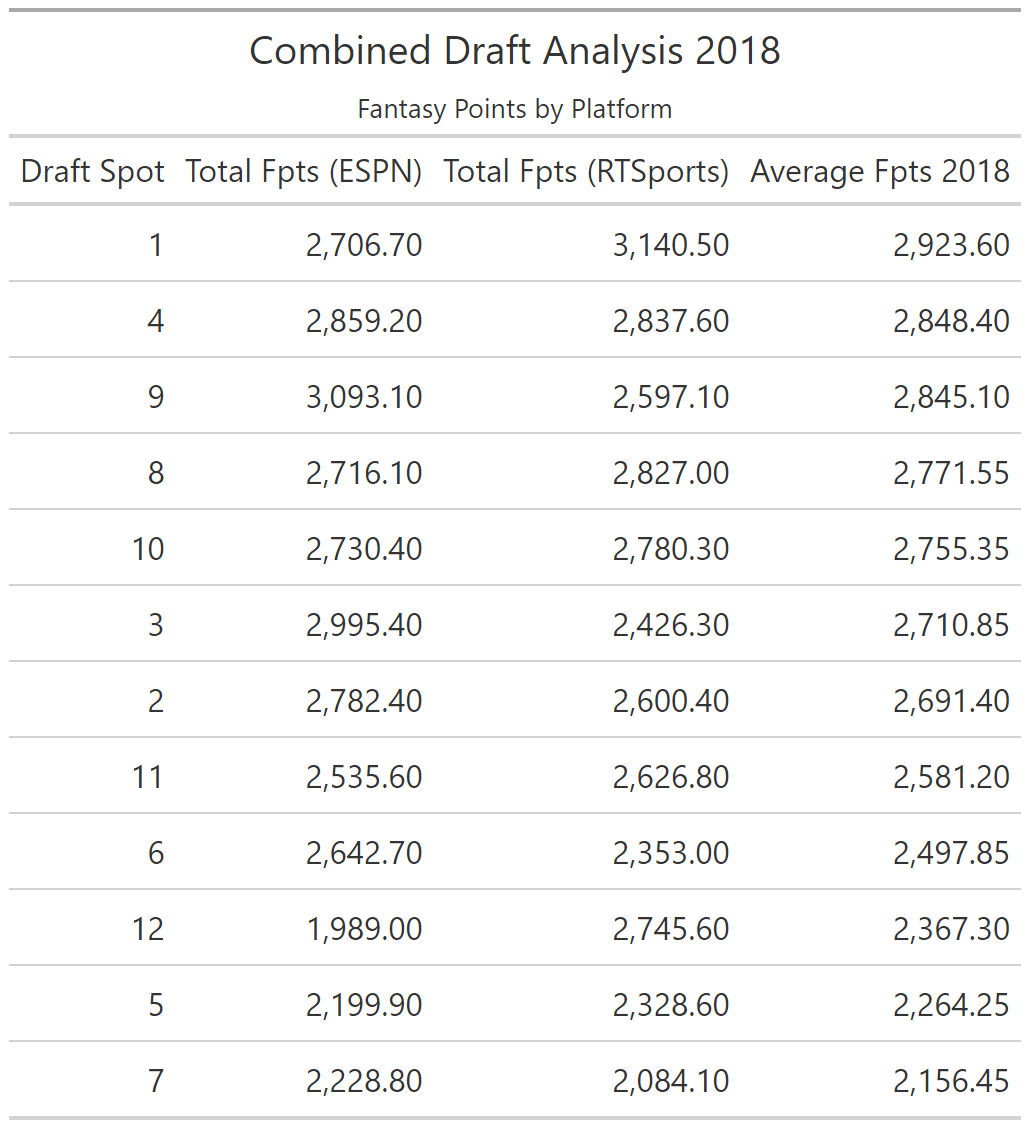 Combined Draft Analysis 2018
Fantasy Points by Platform
Draft Spot Total Fpts (ESPN) Total Fpts (RTSports) Average Fpts 2018
1 2,706.70 3,140.50 2,923.60
4 2,859.20 2,837.60 2,848.40
9 3,093.10 2,597.10 2,845.10
8 2,716.10 2,827.00 2,771.55
10 2,730.40 2,780.30 2,755.35
3 2,995.40 2,426.30 2,710.85
2 2,782.40 2,600.40 2,691.40
11 2,535.60 2,626.80 2,581.20
6 2,642.70 2,353.00 2,497.85
12 1,989.00 2,745.60 2,367.30
5 2,199.90 2,328.60 2,264.25
7 2,228.80 2,084.10 2,156.45